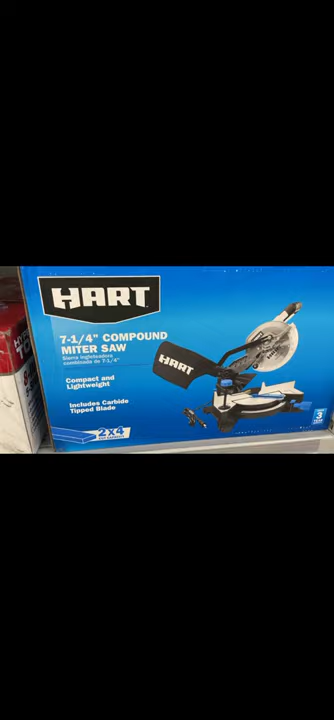 HART
7-1/4" COMPOUND
MITER SAW
Sierra ingleteadora
combinada de 7-1/4"
Compact and
Lightweight
Includes Carbide
Tipped Blade
2x4
HART
3
YEAR